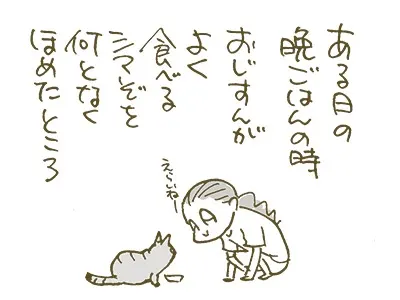 ある日の
晩ごはんの時
おじすんが
よく
食べる
シマぞを
何となく
ほめたところ
えらいねー